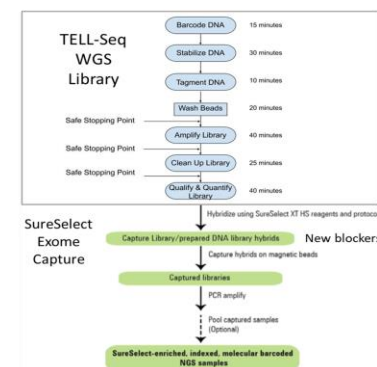 TELL-Seq
WGS
Library
Barcode DNA 15 minutes
Stabilize DNA 30 minutes
Tagment DNA 10 minutes
Wash Beads 20 minutes
Safe Stopping Point
Amplify Library 40 minutes
Safe Stopping Point
Clean Up Library 25 minutes
Safe Stopping Point
Qualify & Quantify
Library
40 minutes
Hybridize using SureSelect XT HS reagents and protocol
SureSelect
Exome
Capture
Capture Library/prepared DNA library hybrids
New blockers
Capture hybrids on magnetic beads
Captured libraries
PCR amplify
Pool captured samples
(Optional)
SureSelect-enriched, indexed, molecular barcoded
NGS samples